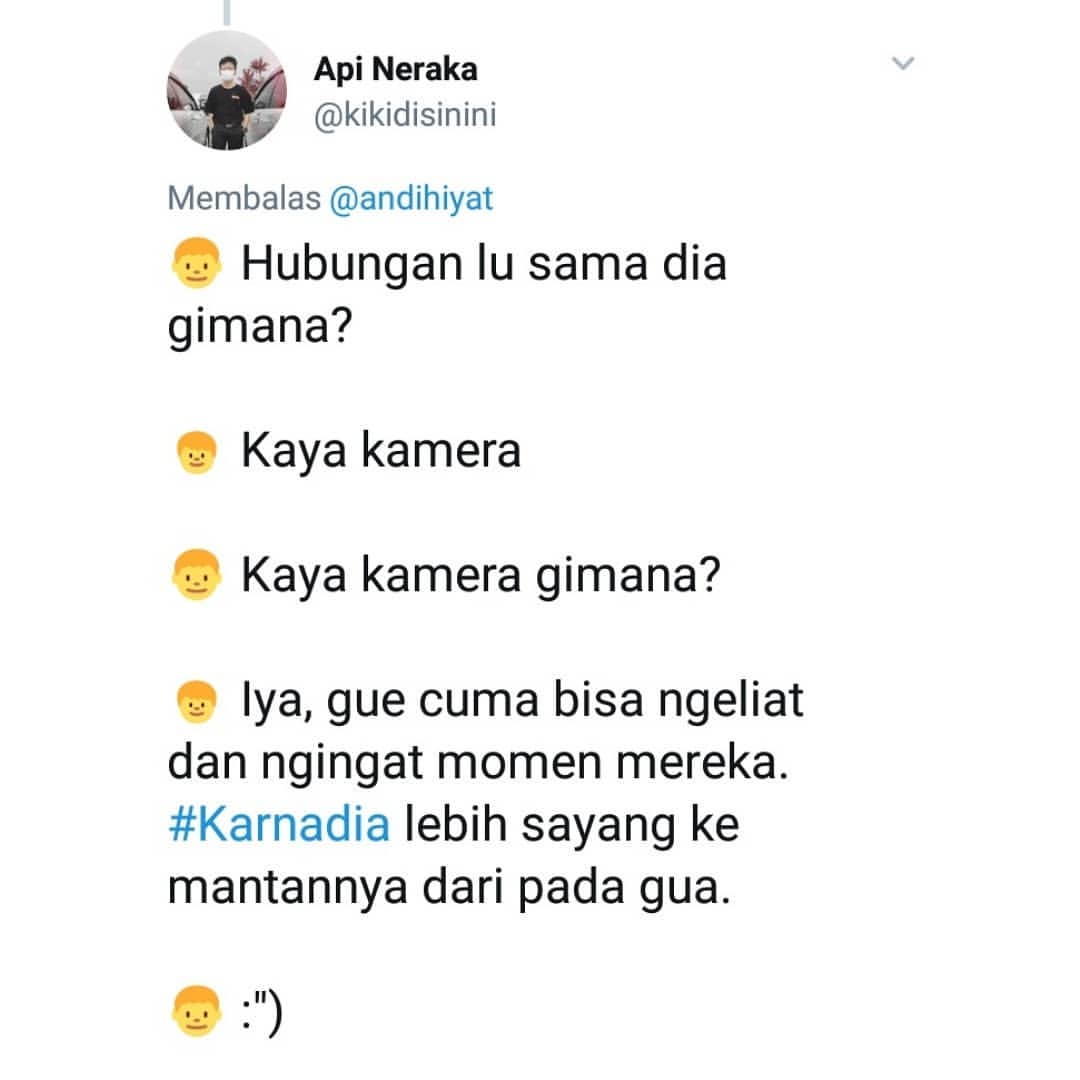 Api Neraka
@kikidisinini
Membalas @andihiyat
👦 Hubungan lu sama dia
gimana?
👦 Kaya kamera
👦 Kaya kamera gimana?
👦 Iya, gue cuma bisa ngeliat
dan ngingat momen mereka.
#Karnadia lebih sayang ke
mantannya dari pada gua.
👦 :")